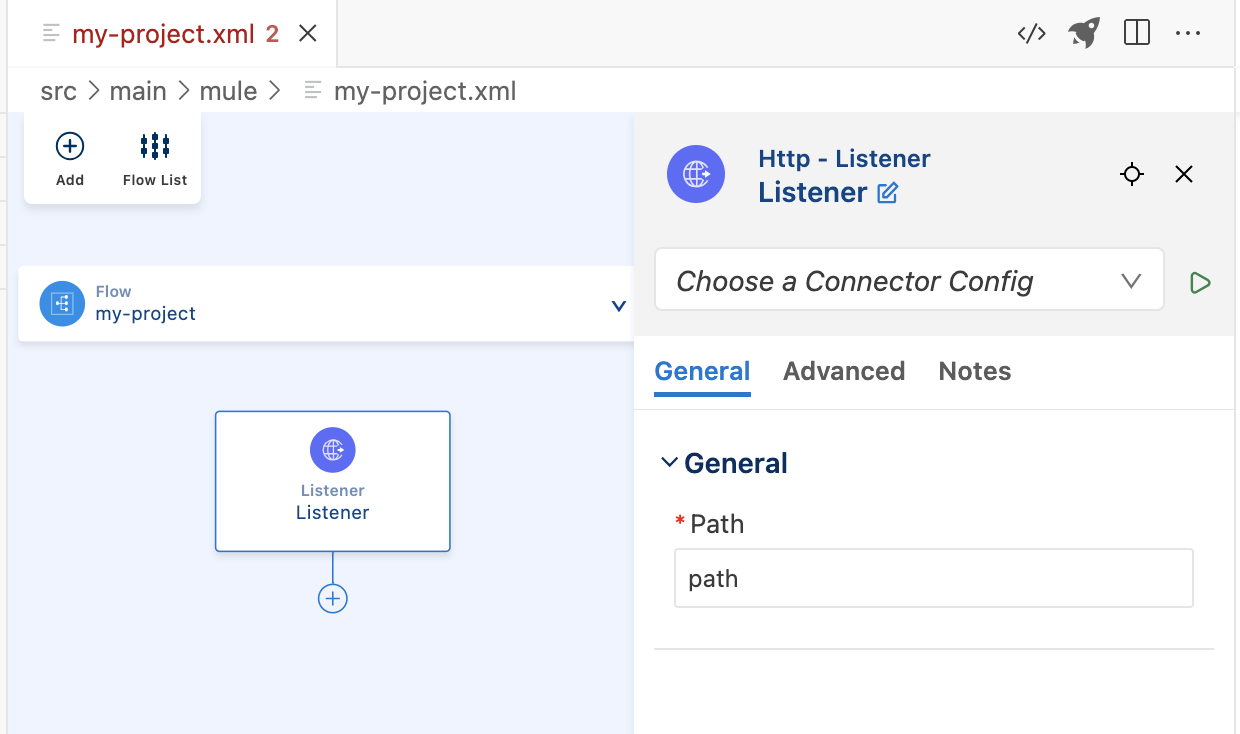 my-project.xml 2
src > main > mule > my-project.xml
Add
Flow List
Flow
my-project
Listener
Listener
Http - Listener
Listener
Choose a Connector Config
General Advanced Notes
General
* Path
path